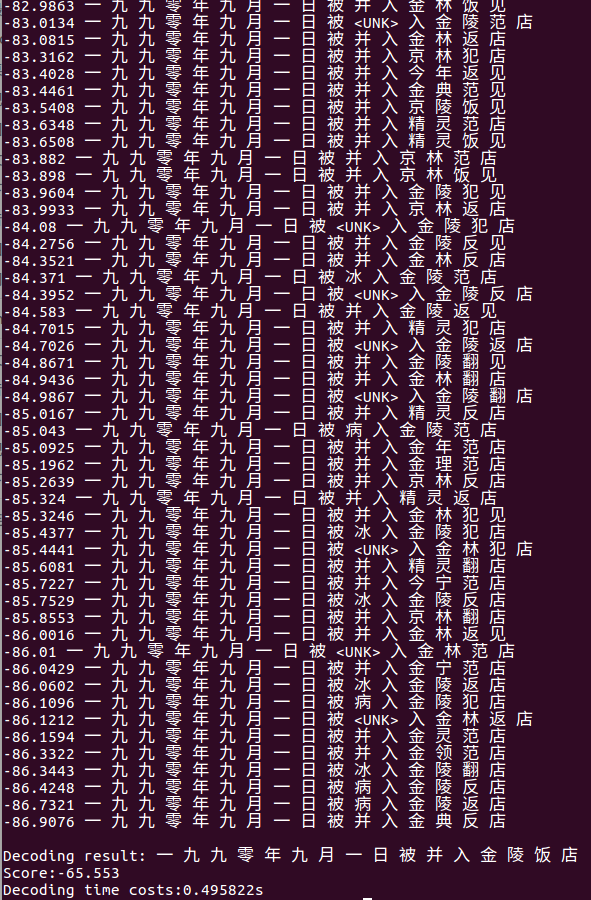 -82.9863 一 九 九 零 年 九 月 一 日 被 并 入 金 林 饭 见
-83.0134 一 九 九 零 年 九 月 一 日 被 <UNK> 入 金 陵 范 店
-83.0815 一 九 九 零 年 九 月 一 日 被 并 入 金 林 返 店
-83.3162 一 九 九 零 年 九 月 一 日 被 并 入 京 林 犯 店
-83.4028 一 九 九 零 年 九 月 一 日 被 并 入 今 年 返 见
-83.4461 一 九 九 零 年 九 月 一 日 被 并 入 金 典 范 见
-83.5408 一 九 九 零 年 九 月 一 日 被 并 入 京 陵 饭 见
-83.6348 一 九 九 零 年 九 月 一 日 被 并 入 精 灵 范 店
-83.6508 一 九 九 零 年 九 月 一 日 被 并 入 精 灵 饭 见
-83.882 一 九 九 零 年 九 月 一 日 被 并 入 京 林 范 店
-83.898 一 九 九 零 年 九 月 一 日 被 并 入 京 林 饭 见
-83.9604 一 九 九 零 年 九 月 一 日 被 并 入 金 陵 犯 见
-83.9933 一 九 九 零 年 九 月 一 日 被 并 入 京 林 返 店
-84.08 一 九 九 零 年 九 月 一 日 被 <UNK> 入 金 陵 犯 店
-84.2756 一 九 九 零 年 九 月 一 日 被 并 入 金 陵 反 见
-84.3521 一 九 九 零 年 九 月 一 日 被 并 入 金 林 反 店
-84.371 一 九 九 零 年 九 月 一 日 被 冰 入 金 陵 范 店
-84.3952 一 九 九 零 年 九 月 一 日 被 <UNK> 入 金 陵 反 店
-84.583 一 九 九 零 年 九 月 一 日 被 并 入 金 陵 返 见
-84.7015 一 九 九 零 年 九 月 一 日 被 并 入 精 灵 犯 店
-84.7026 一 九 九 零 年 九 月 一 日 被 <UNK> 入 金 陵 返 店
-84.8671 一 九 九 零 年 九 月 一 日 被 并 入 金 陵 翻 见
-84.9436 一 九 九 零 年 九 月 一 日 被 并 入 金 林 翻 店
-84.9867 一 九 九 零 年 九 月 一 日 被 <UNK> 入 金 陵 翻 店
-85.0167 一 九 九 零 年 九 月 一 日 被 并 入 精 灵 反 店
-85.043 一 九 九 零 年 九 月 一 日 被 病 入 金 陵 范 店
-85.0925 一 九 九 零 年 九 月 一 日 被 并 入 金 年 范 店
-85.1962 一 九 九 零 年 九 月 一 日 被 并 入 金 理 范 店
-85.2639 一 九 九 零 年 九 月 一 日 被 并 入 京 林 反 店
-85.324 一 九 九 零 年 九 月 一 日 被 并 入 精 灵 返 店
-85.3246 一 九 九 零 年 九 月 一 日 被 并 入 金 林 犯 见
-85.4377 一 九 九 零 年 九 月 一 日 被 冰 入 金 陵 犯 店
-85.4441 一 九 九 零 年 九 月 一 日 被 <UNK> 入 金 林 犯 店
-85.6081 一 九 九 零 年 九 月 一 日 被 并 入 精 灵 翻 店
-85.7227 一 九 九 零 年 九 月 一 日 被 并 入 今 宁 范 店
-85.7529 一 九 九 零 年 九 月 一 日 被 冰 入 金 陵 反 店
-85.8553 一 九 九 零 年 九 月 一 日 被 并 入 京 林 翻 店
-86.0016 一 九 九 零 年 九 月 一 日 被 并 入 金 林 返 见
-86.01 一 九 九 零 年 九 月 一 日 被 <UNK> 入 金 林 范 店
-86.0429 一 九 九 零 年 九 月 一 日 被 并 入 金 宁 范 店
-86.0602 一 九 九 零 年 九 月 一 日 被 冰 入 金 陵 返 店
-86.1096 一 九 九 零 年 九 月 一 日 被 病 入 金 陵 犯 店
-86.1212 一 九 九 零 年 九 月 一 日 被 <UNK> 入 金 林 返 店
-86.1594 一 九 九 零 年 九 月 一 日 被 并 入 金 灵 范 店
-86.3322 一 九 九 零 年 九 月 一 日 被 并 入 金 领 范 店
-86.3443 一 九 九 零 年 九 月 一 日 被 冰 入 金 陵 翻 店
-86.4248 一 九 九 零 年 九 月 一 日 被 病 入 金 陵 反 店
-86.7321 一 九 九 零 年 九 月 一 日 被 病 入 金 陵 返 店
-86.9076 一 九 九 零 年 九 月 一 日 被 并 入 金 典 反 店
Decoding result: 一 九 九 零 年 九 月 一 日 被 并 入 金 陵 饭 店
Score:-65.553
Decoding time costs:0.495822s